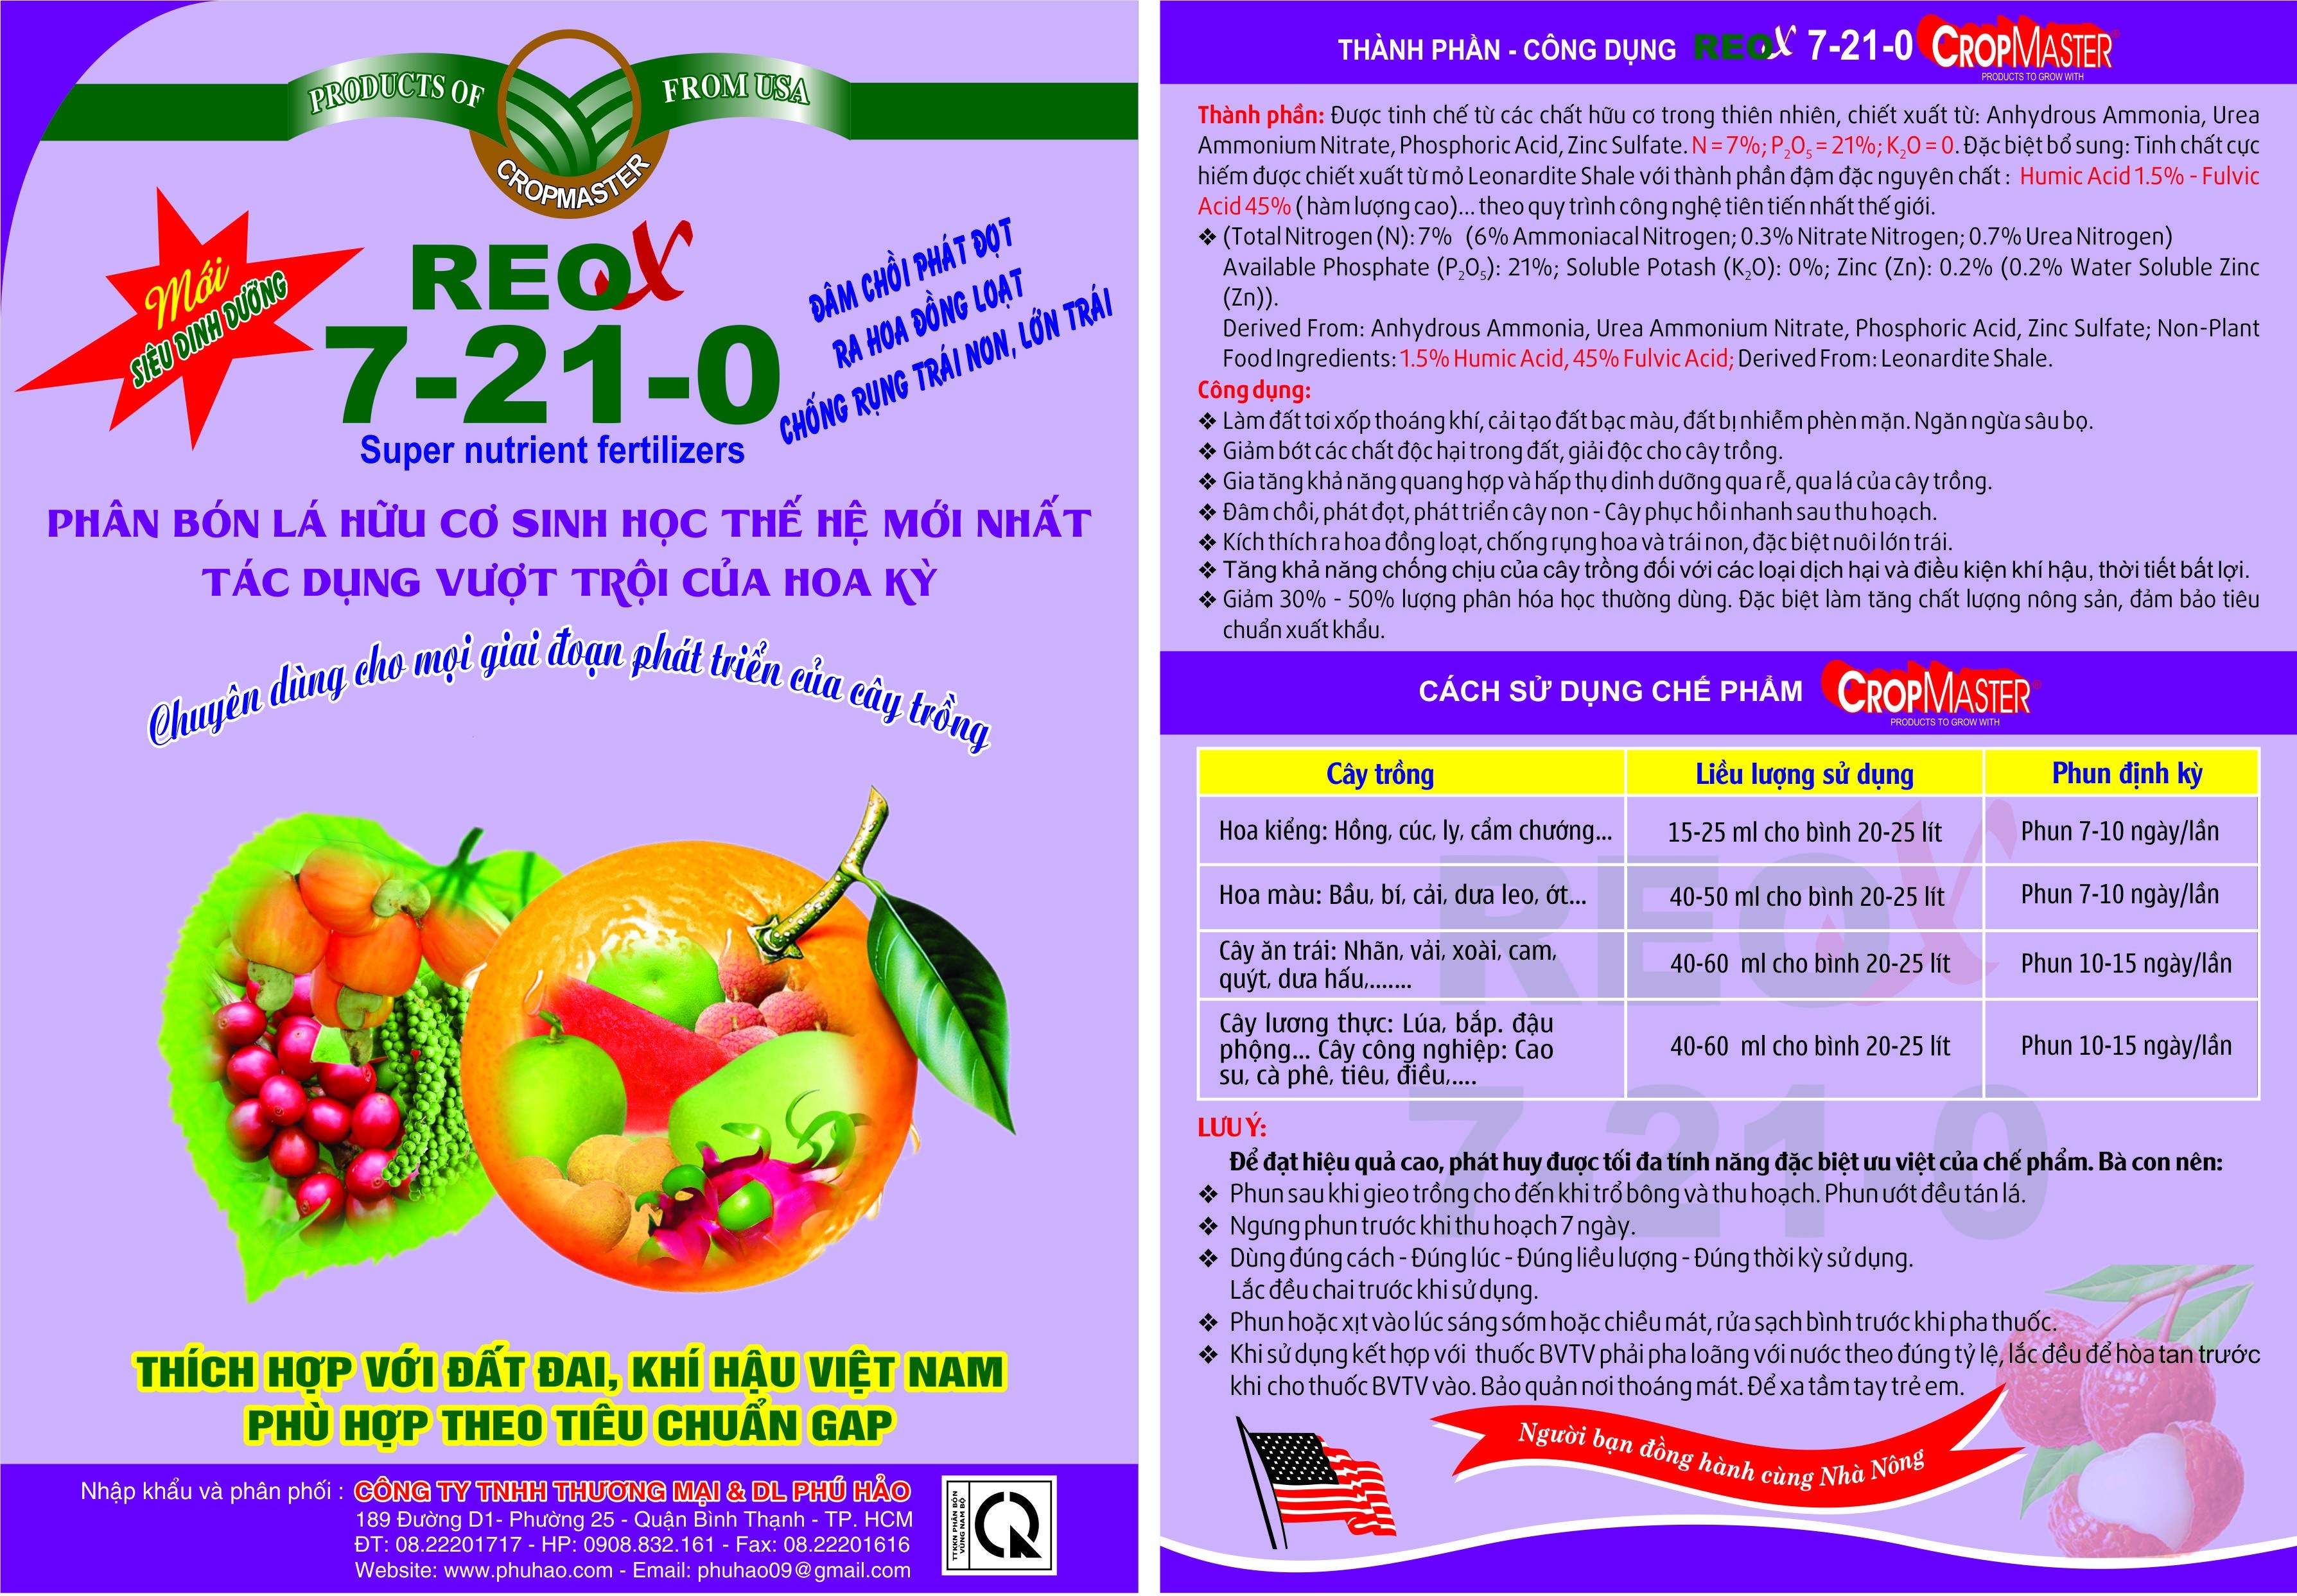 PRODUCTS OF FROM USA
CROPMASTER
Mới
SIÊU DINH DƯỠNG
REOX
7-21-0
Super nutrient fertilizers
ĐÂM CHỒI PHÁT ĐỌT
RA HOA ĐỒNG LOẠT
CHỐNG RỤNG TRÁI NON, LỚN TRÁI
PHÂN BÓN LÁ HỮU CƠ SINH HỌC THẾ HỆ MỚI NHẤT
TÁC DỤNG VƯỢT TRỘI CỦA HOA KỲ
Chuyên dùng cho mọi giai đoạn phát triển của cây trồng
THÍCH HỢP VỚI ĐẤT ĐAI, KHÍ HẬU VIỆT NAM
PHÙ HỢP THEO TIÊU CHUẨN GAP
Nhập khẩu và phân phối : CÔNG TY TNHH THƯƠNG MẠI & DL PHÚ HẢO
189 Đường D1- Phường 25 - Quận Bình Thạnh - TP. HCM
ĐT: 08.22201717 - HP: 0908.832.161 - Fax: 08.22201616
Website: www.phuhao.com - Email: phuhao09@gmail.com
TTKKN PHÂN BÓN
VÙNG NAM BỘ
THÀNH PHẦN - CÔNG DỤNG REOX 7-21-0 CROPMASTER®
PRODUCTS TO GROW WITH
Thành phần: Được tinh chế từ các chất hữu cơ trong thiên nhiên, chiết xuất từ: Anhydrous Ammonia, Urea
Ammonium Nitrate, Phosphoric Acid, Zinc Sulfate. N = 7%; P2O5 = 21%; K2O = 0. Đặc biệt bổ sung: Tinh chất cực
hiếm được chiết xuất từ mỏ Leonardite Shale với thành phần đậm đặc nguyên chất : Humic Acid 1.5% - Fulvic
Acid 45% ( hàm lượng cao)... theo quy trình công nghệ tiên tiến nhất thế giới.
❖ (Total Nitrogen (N): 7% (6% Ammoniacal Nitrogen; 0.3% Nitrate Nitrogen; 0.7% Urea Nitrogen)
Available Phosphate (P2O5): 21%; Soluble Potash (K2O): 0%; Zinc (Zn): 0.2% (0.2% Water Soluble Zinc
(Zn)).
Derived From: Anhydrous Ammonia, Urea Ammonium Nitrate, Phosphoric Acid, Zinc Sulfate; Non-Plant
Food Ingredients: 1.5% Humic Acid, 45% Fulvic Acid; Derived From: Leonardite Shale.
Công dụng:
❖ Làm đất tơi xốp thoáng khí, cải tạo đất bạc màu, đất bị nhiễm phèn mặn. Ngăn ngừa sâu bọ.
❖ Giảm bớt các chất độc hại trong đất, giải độc cho cây trồng.
❖ Gia tăng khả năng quang hợp và hấp thụ dinh dưỡng qua rễ, qua lá của cây trồng.
❖ Đâm chồi, phát đọt, phát triển cây non - Cây phục hồi nhanh sau thu hoạch.
❖ Kích thích ra hoa đồng loạt, chống rụng hoa và trái non, đặc biệt nuôi lớn trái.
❖ Tăng khả năng chống chịu của cây trồng đối với các loại dịch hại và điều kiện khí hậu, thời tiết bất lợi.
❖ Giảm 30% - 50% lượng phân hóa học thường dùng. Đặc biệt làm tăng chất lượng nông sản, đảm bảo tiêu
chuẩn xuất khẩu.
CÁCH SỬ DỤNG CHẾ PHẨM CROPMASTER®
PRODUCTS TO GROW WITH
Cây trồng Liều lượng sử dụng Phun định kỳ
Hoa kiểng: Hồng, cúc, ly, cẩm chướng... 15-25 ml cho bình 20-25 lít Phun 7-10 ngày/lần
Hoa màu: Bầu, bí, cải, dưa leo, ớt... 40-50 ml cho bình 20-25 lít Phun 7-10 ngày/lần
Cây ăn trái: Nhãn, vải, xoài, cam,
quýt, dưa hấu,....... 40-60 ml cho bình 20-25 lít Phun 10-15 ngày/lần
Cây lương thực: Lúa, bắp. đậu
phộng... Cây công nghiệp: Cao
su, cà phê, tiêu, điều,.... 40-60 ml cho bình 20-25 lít Phun 10-15 ngày/lần
REOX
7-21-0
LƯU Ý:
Để đạt hiệu quả cao, phát huy được tối đa tính năng đặc biệt ưu việt của chế phẩm. Bà con nên:
❖ Phun sau khi gieo trồng cho đến khi trổ bông và thu hoạch. Phun ướt đều tán lá.
❖ Ngưng phun trước khi thu hoạch 7 ngày.
❖ Dùng đúng cách - Đúng lúc - Đúng liều lượng - Đúng thời kỳ sử dụng.
Lắc đều chai trước khi sử dụng.
❖ Phun hoặc xịt vào lúc sáng sớm hoặc chiều mát, rửa sạch bình trước khi pha thuốc.
❖ Khi sử dụng kết hợp với thuốc BVTV phải pha loãng với nước theo đúng tỷ lệ, lắc đều để hòa tan trước
khi cho thuốc BVTV vào. Bảo quản nơi thoáng mát. Để xa tầm tay trẻ em.
Người bạn đồng hành cùng Nhà Nông